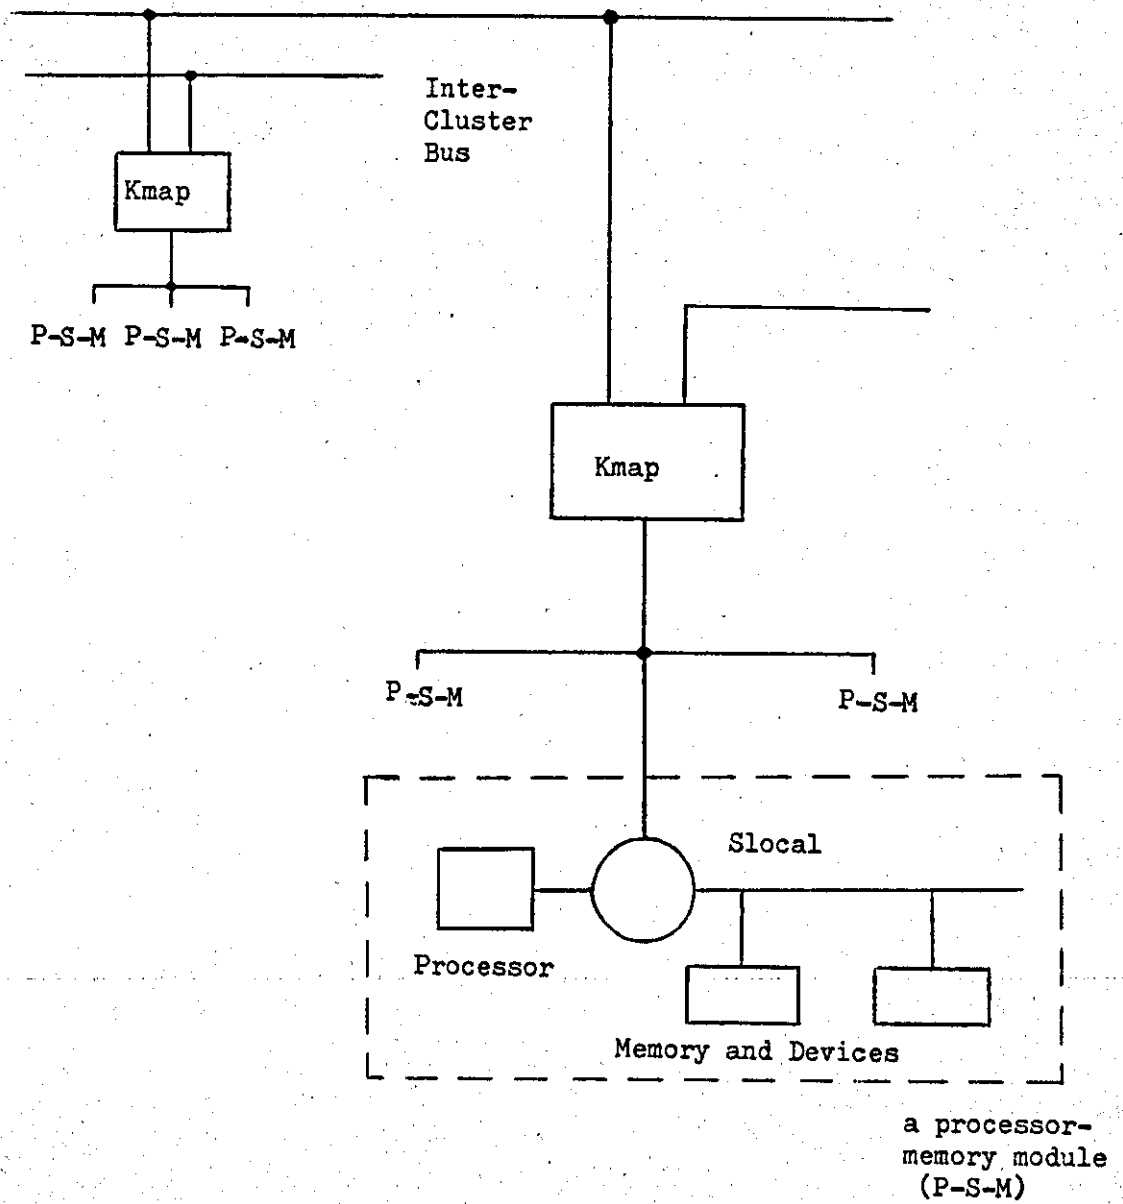 Inter-
Cluster
Bus
Kmap
P-S-M P-S-M P-S-M
Kmap
P-S-M
P-S-M
Slocal
Processor
Memory and Devices
a processor-
memory module
(P-S-M)